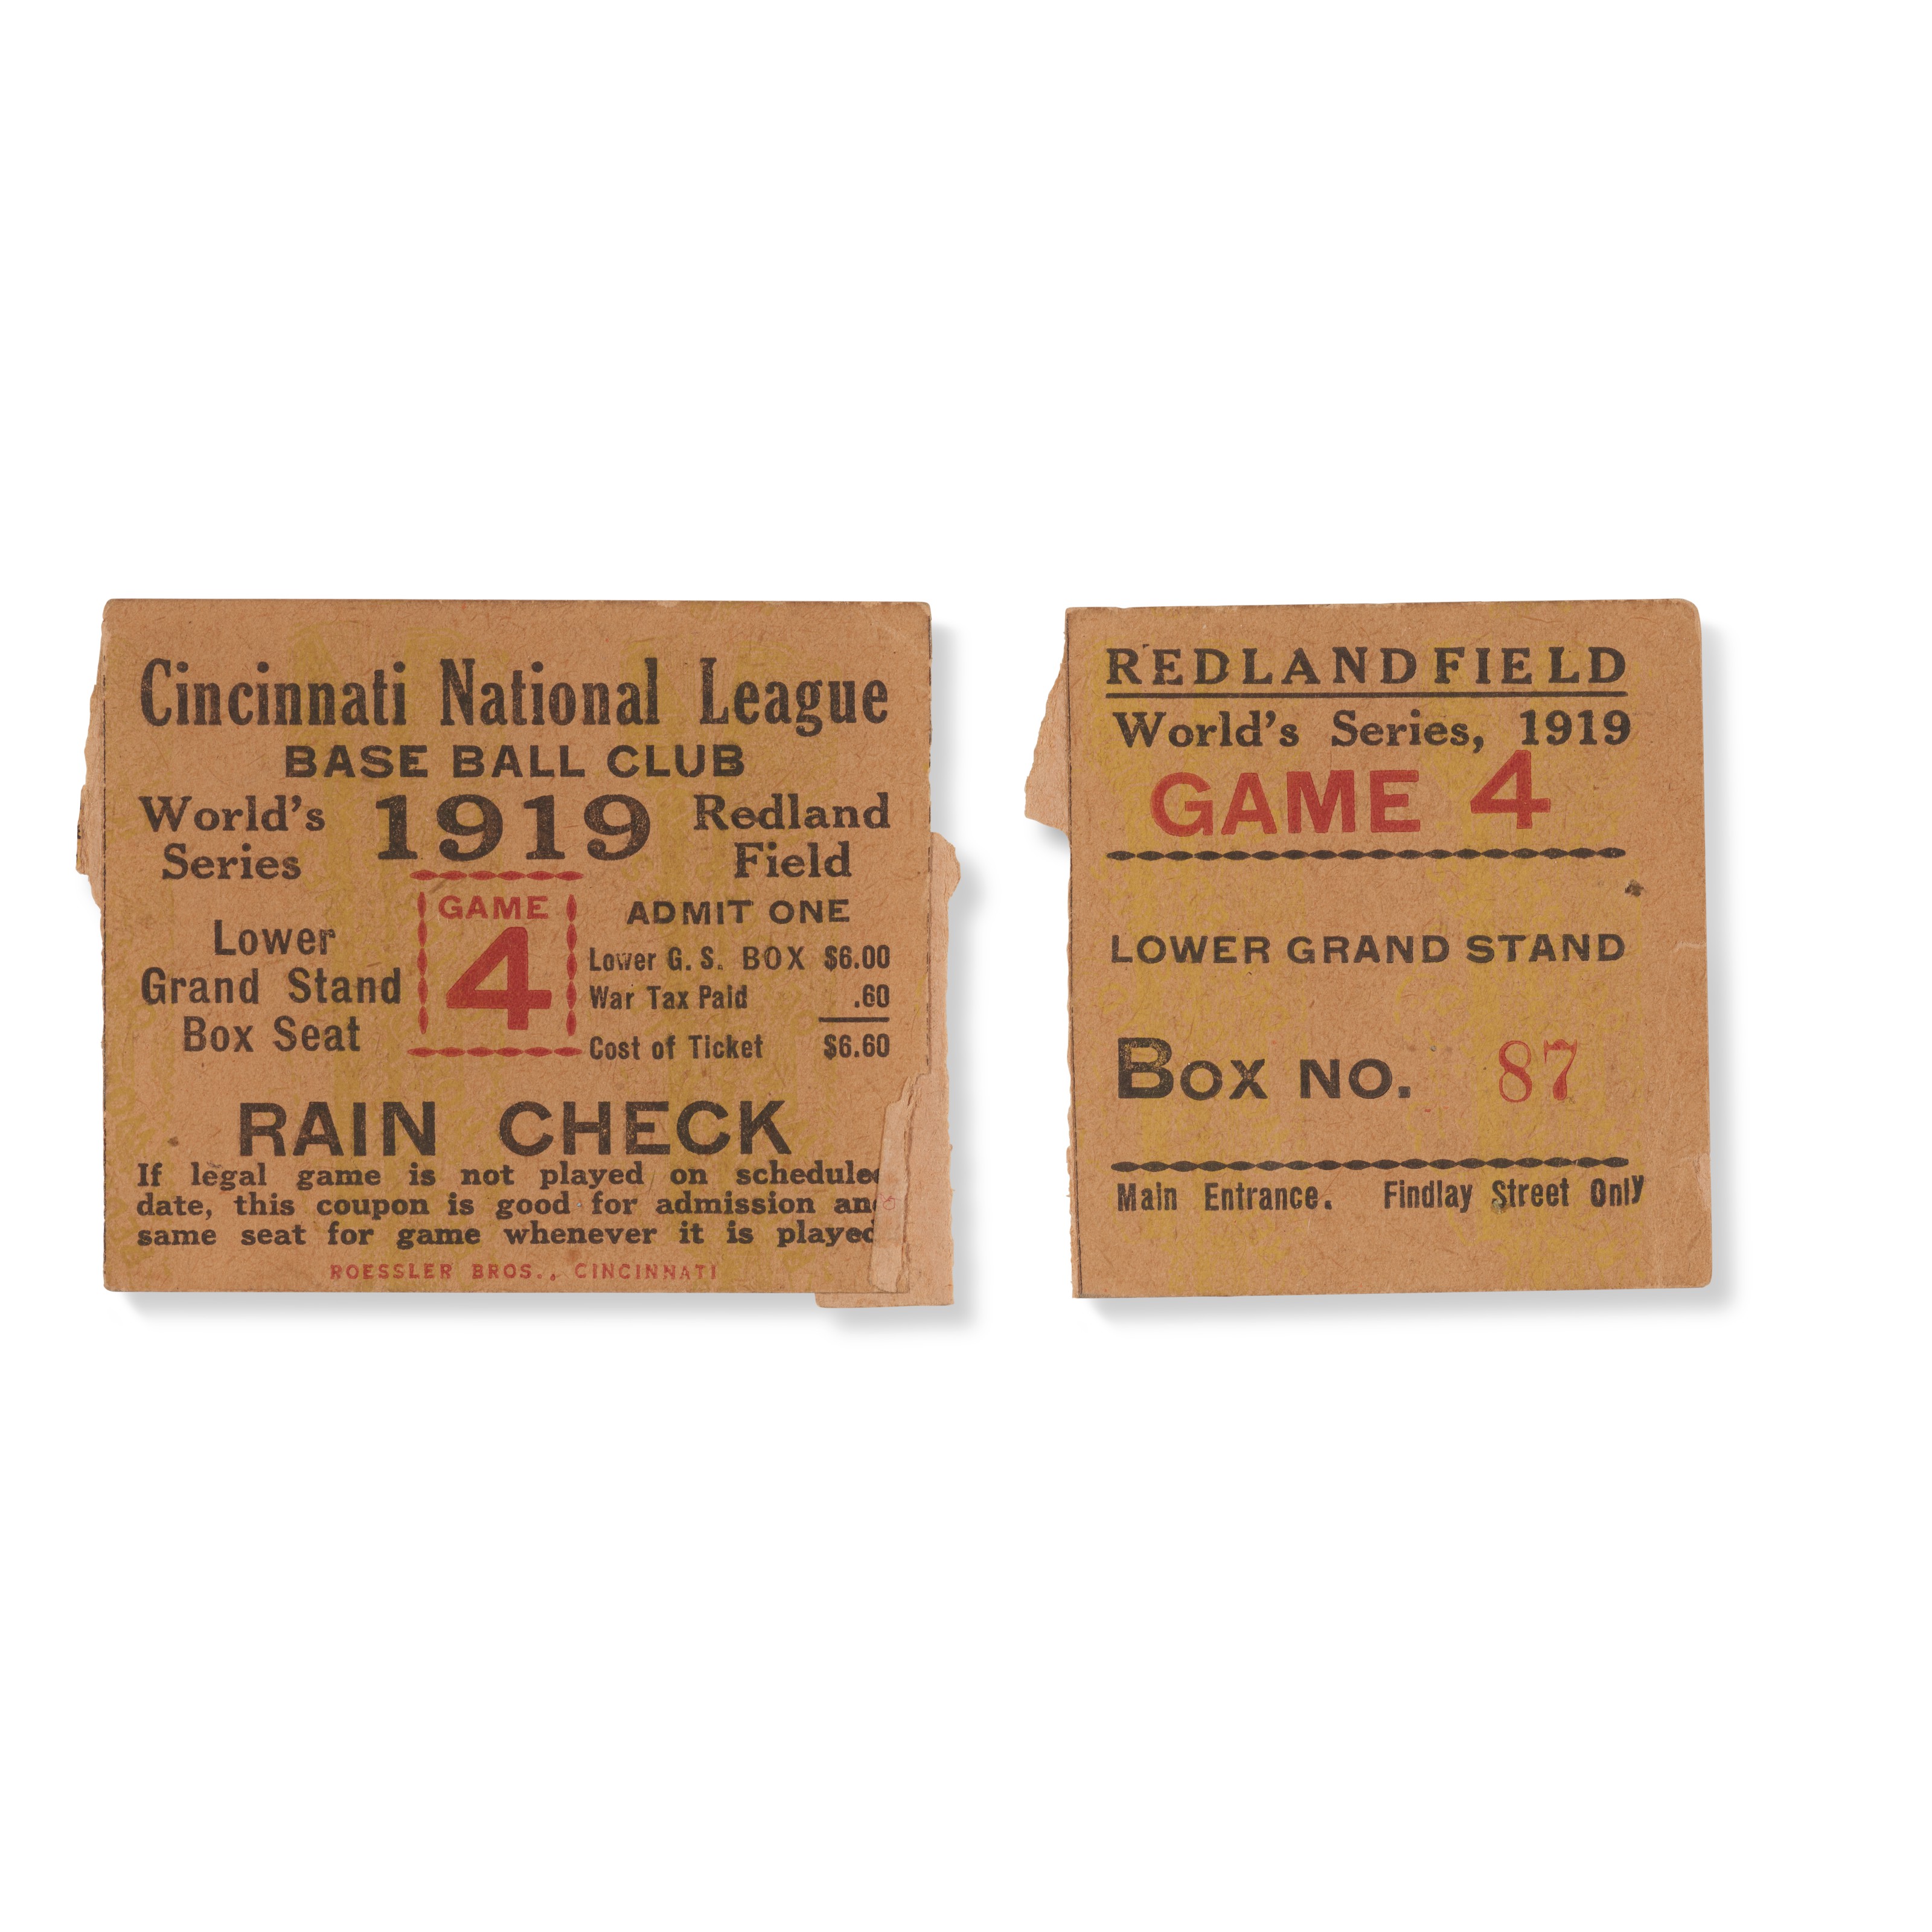 Cincinnati National League
BASE BALL CLUB
World's Series
1919
Redland Field
Lower
Grand Stand
Box Seat
GAME
4
ADMIT ONE
Lower G. S. BOX $6.00
War Tax Paid .60
Cost of Ticket $6.60
RAIN CHECK
If legal game is not played on schedule
date, this coupon is good for admission an
same seat for game whenever it is played
ROESSLER BROS., CINCINNATI
REDLAND FIELD
World's Series, 1919
GAME 4
LOWER GRAND STAND
BOX NO. 87
Main Entrance. Findlay Street Only